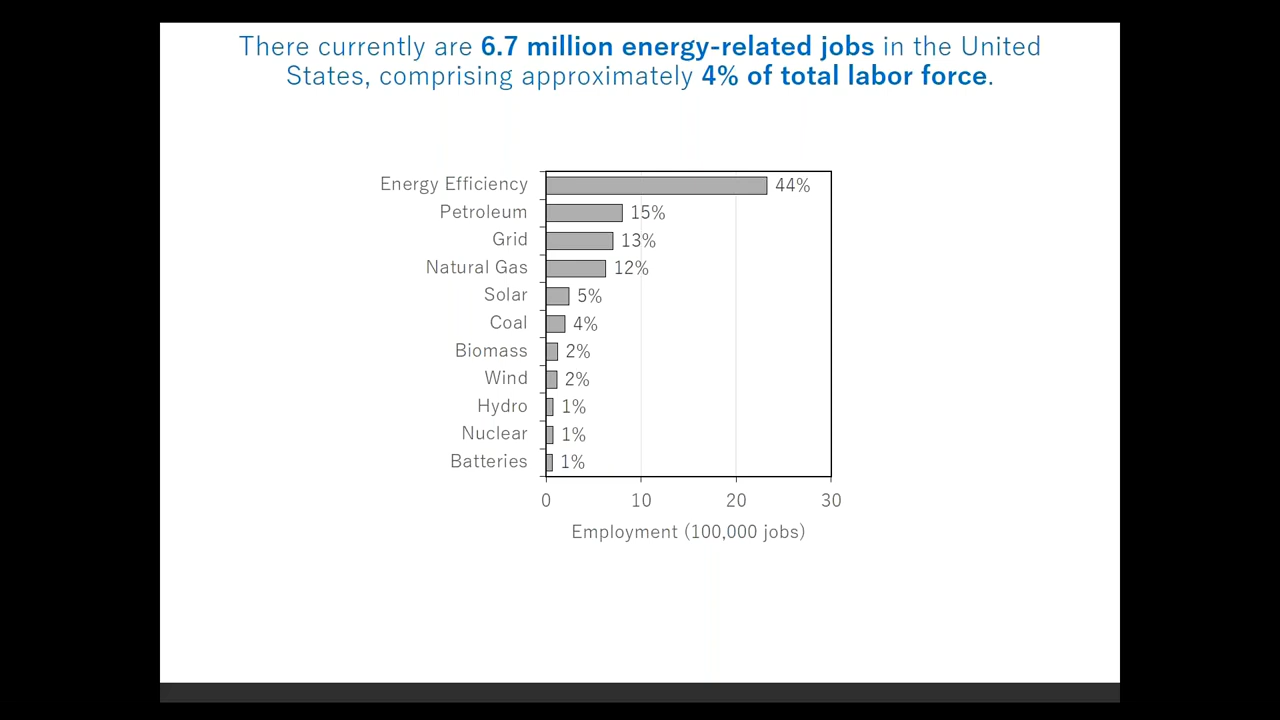 There currently are 6.7 million energy-related jobs in the United
States, comprising approximately 4% of total labor force.
Energy Efficiency 44%
Petroleum 15%
Grid 13%
Natural Gas 12%
Solar 5%
Coal 4%
Biomass 2%
Wind 2%
Hydro 1%
Nuclear 1%
Batteries 1%
0 10 20 30
Employment (100,000 jobs)